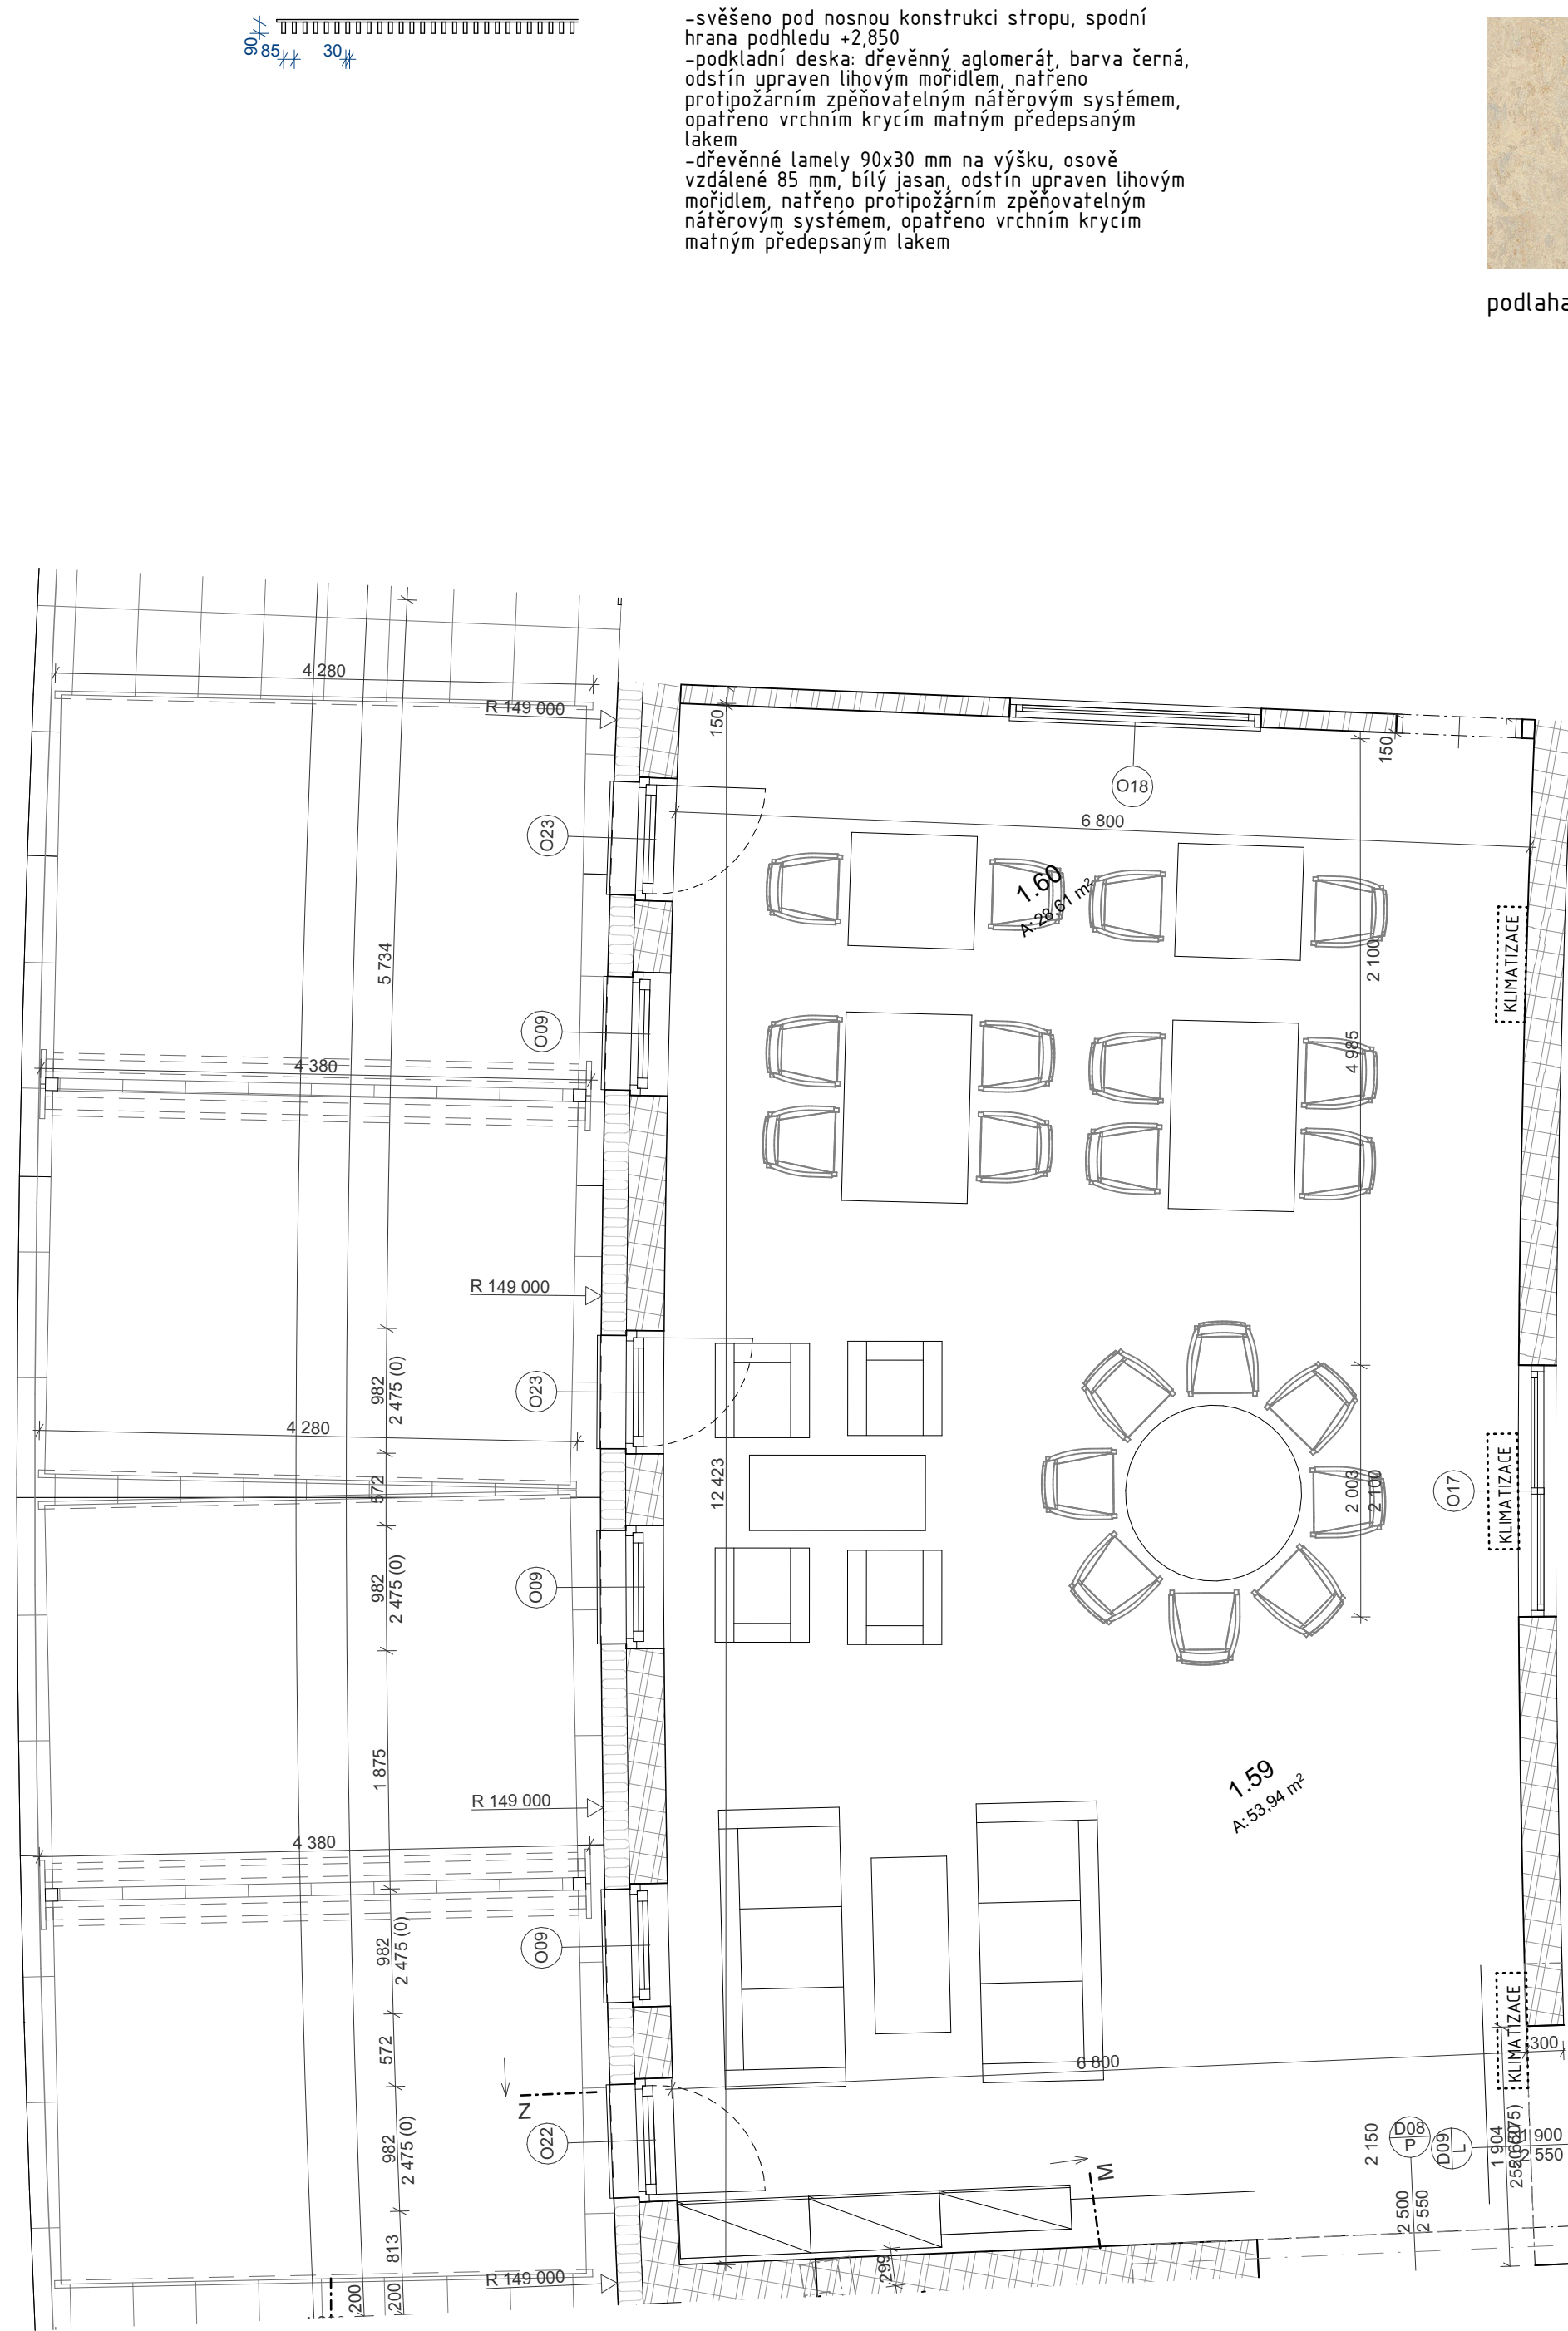 90
85
30
-svěšeno pod nosnou konstrukci stropu, spodní
hrana podhledu +2,850
-podkladní deska: dřevěnný aglomerát, barva černá,
odstín upraven lihovým mořidlem, natřeno
protipožárním zpěňovatelným nátěrovým systémem,
opatřeno vrchním krycím matným předepsaným
lakem
-dřevěnné lamely 90x30 mm na výšku, osově
vzdálené 85 mm, bílý jasan, odstín upraven lihovým
mořidlem, natřeno protipožárním zpěňovatelným
nátěrovým systémem, opatřeno vrchním krycím
matným předepsaným lakem
podlaha
4 280
R 149 000
150
150
O18
6 800
O23
1.60
A: 28,61 m²
2 100
KLIMATIZACE
5 734
O09
4 985
4 380
R 149 000
982
2 475 (0)
O23
4 280
572
12 423
2 003
2 100
O17
KLIMATIZACE
982
2 475 (0)
O09
1 875
1.59
A: 53,94 m²
R 149 000
4 380
982
2 475 (0)
O09
572
KLIMATIZACE
300
6 800
Z
982
2 475 (0)
O22
M
2 150
D08
P
D09
L
1 904
1 900
2 550
2 500
2 550
813
299
R 149 000
200
200